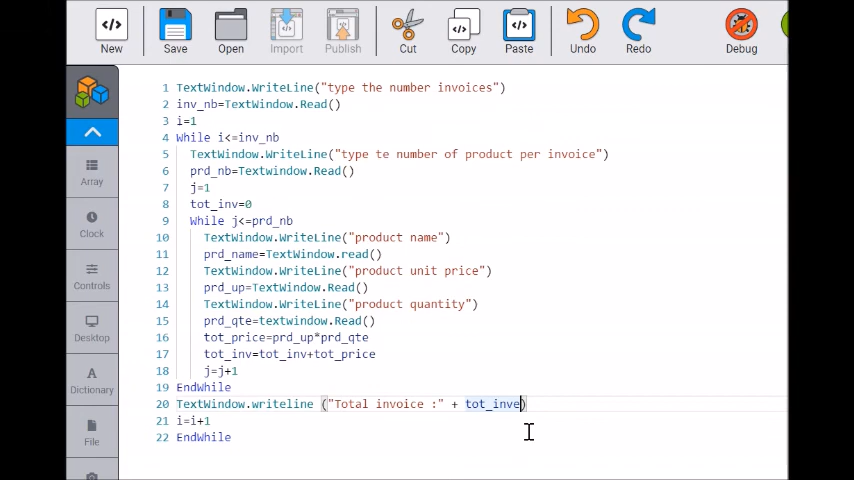 New Save Open Import Publish Cut Copy Paste Undo Redo Debug
Array
Clock
Controls
Desktop
Dictionary
File
1 TextWindow.WriteLine("type the number invoices")
2 inv_nb=TextWindow.Read()
3 i=1
4 While i<=inv_nb
5 TextWindow.WriteLine("type te number of product per invoice")
6 prd_nb=Textwindow.Read()
7 j=1
8 tot_inv=0
9 While j<=prd_nb
10 TextWindow.WriteLine("product name")
11 prd_name=TextWindow.read()
12 TextWindow.WriteLine("product unit price")
13 prd_up=TextWindow.Read()
14 TextWindow.WriteLine("product quantity")
15 prd_qte=textwindow.Read()
16 tot_price=prd_up*prd_qte
17 tot_inv=tot_inv+tot_price
18 j=j+1
19 EndWhile
20 TextWindow.writeline ("Total invoice :" + tot_inve)
21 i=i+1
22 EndWhile